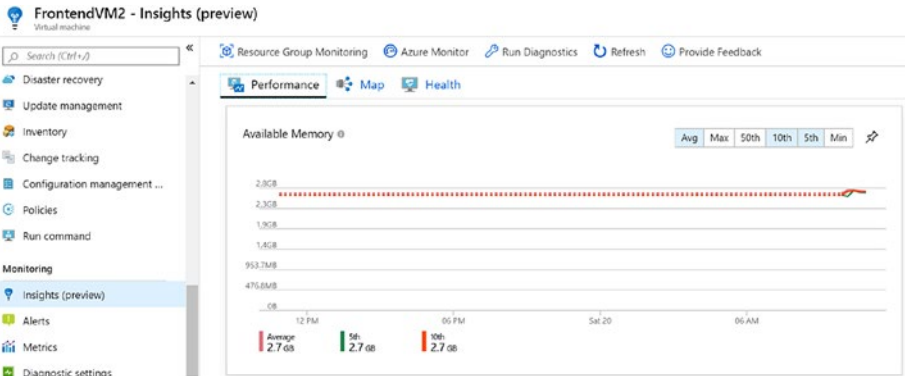 FrontendVM2 - Insights (preview)
Virtual machine
Search (Ctrl+/)
«
Resource Group Monitoring
Azure Monitor
Run Diagnostics
Refresh
Provide Feedback
Disaster recovery
Update management
Inventory
Change tracking
Configuration management ...
Policies
Run command
Monitoring
Insights (preview)
Alerts
Metrics
Diagnostic settings
Performance
Map
Health
Available Memory
Avg
Max
50th
10th
5th
Min
2,8GB
2,3GB
1,9GB
1,4GB
953.7MB
476.8MB
0B
12 PM
06 PM
Sat 20
06 AM
Average
2.7 GB
5th
2.7 GB
10th
2.7 GB